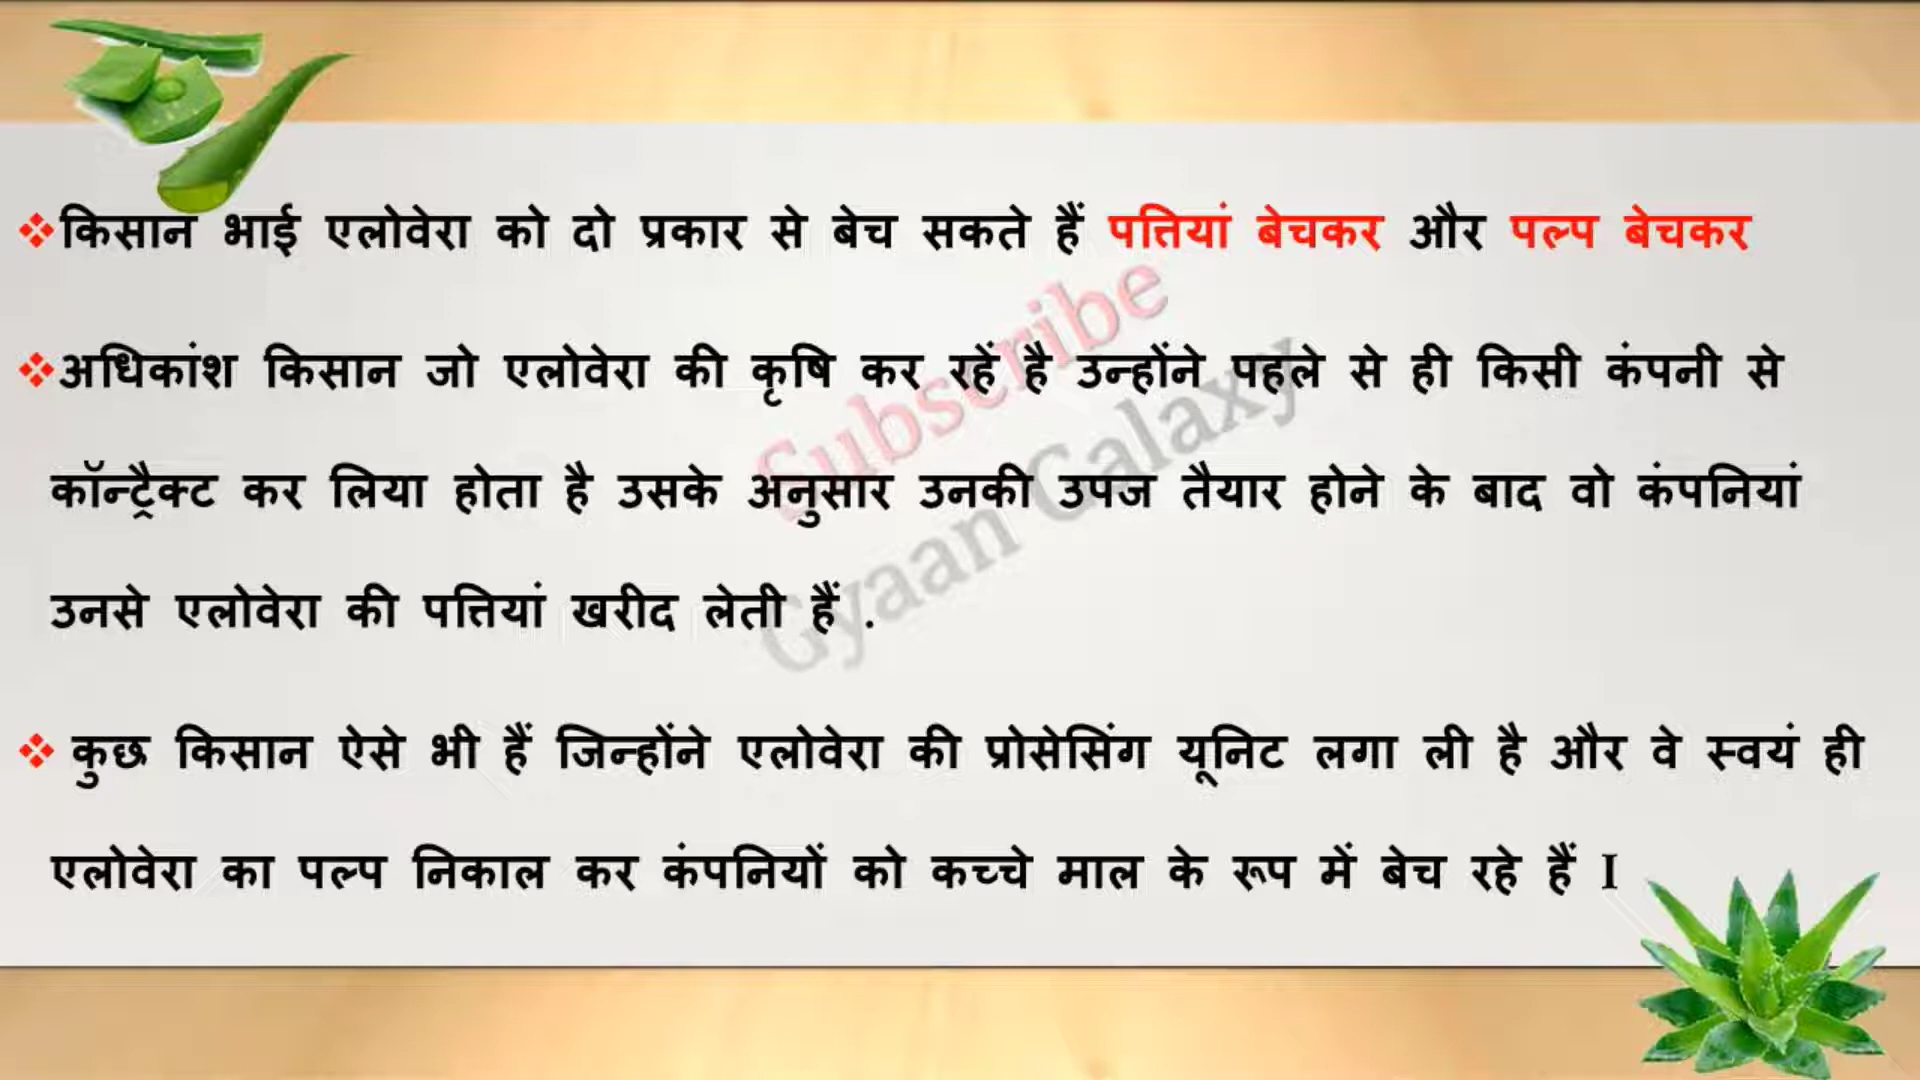 ❖किसान भाई एलोवेरा को दो प्रकार से बेच सकते हैं पत्तियां बेचकर और पल्प बेचकर
❖अधिकांश किसान जो एलोवेरा की कृषि कर रहें है उन्होंने पहले से ही किसी कंपनी से
कॉन्ट्रैक्ट कर लिया होता है उसके अनुसार उनकी उपज तैयार होने के बाद वो कंपनियां
उनसे एलोवेरा की पत्तियां खरीद लेती हैं .
❖ कुछ किसान ऐसे भी हैं जिन्होंने एलोवेरा की प्रोसेसिंग यूनिट लगा ली है और वे स्वयं ही
एलोवेरा का पल्प निकाल कर कंपनियों को कच्चे माल के रूप में बेच रहे हैं I
Subscribe
Gyaan Galaxy